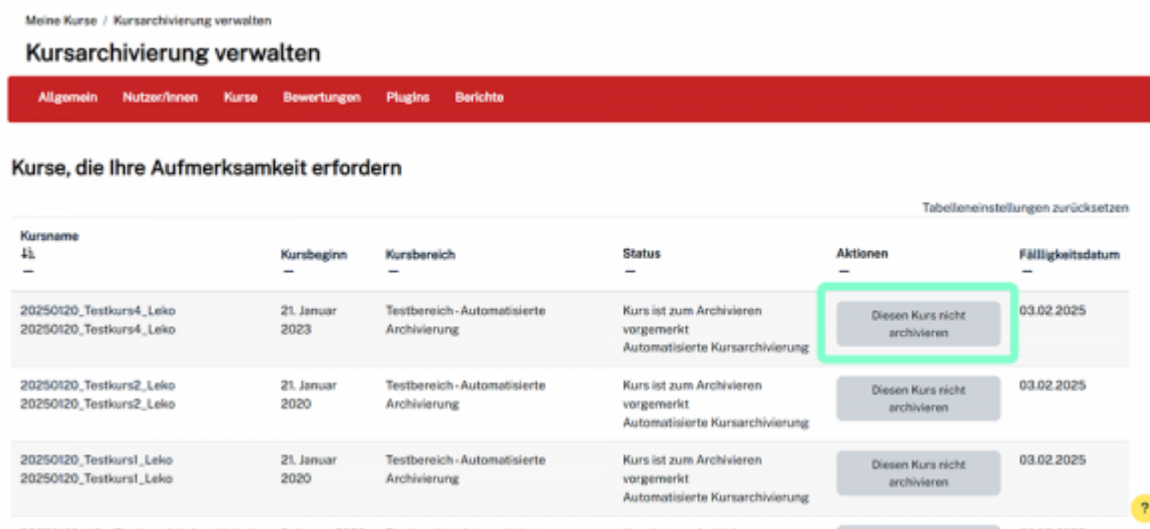 Meine Kurse / Kursarchivierung verwalten
Kursarchivierung verwalten
Allgemein Nutzer/Innen Kurse Bewertungen Plugins Berichte
Kurse, die Ihre Aufmerksamkeit erfordern
Tabelleneinstellungen zurücksetzen
Kursname
Kursbeginn Kursbereich Status Aktionen Fällligkeitsdatum
20250120_Testkurs4_Leko 21. Januar Testbereich-Automatisierte Kurs ist zum Archivieren Diesen Kurs nicht 03.02.2025
20250120_Testkurs4_Leko 2023 Archivierung vorgemerkt archivieren
Automatisierte Kursarchivierung
20250120_Testkurs2_Leko 21. Januar Testbereich-Automatisierte Kurs ist zum Archivieren Diesen Kurs nicht 03.02.2025
20250120_Testkurs2_Leko 2020 Archivierung vorgemerkt archivieren
Automatisierte Kursarchivierung
20250120_Testkurs1_Leko 21. Januar Testbereich-Automatisierte Kurs ist zum Archivieren Diesen Kurs nicht 03.02.2025
20250120_Testkurs1_Leko 2020 Archivierung vorgemerkt archivieren
Automatisierte Kursarchivierung
?